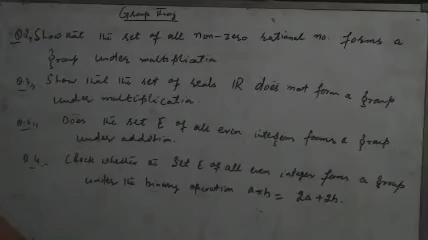 Group Theory
Q.1, Show that the set of all non-zero rational no. forms a
group under multiplication
Q.2, Show that the set of reals IR does not form a group
under multiplication.
Q.3,, Does the set E of all even integers forms a group
under addition.
Q.4.- Check whether the Set E of all even integer forms a group
under the binary operation a*b = 2a+2b.